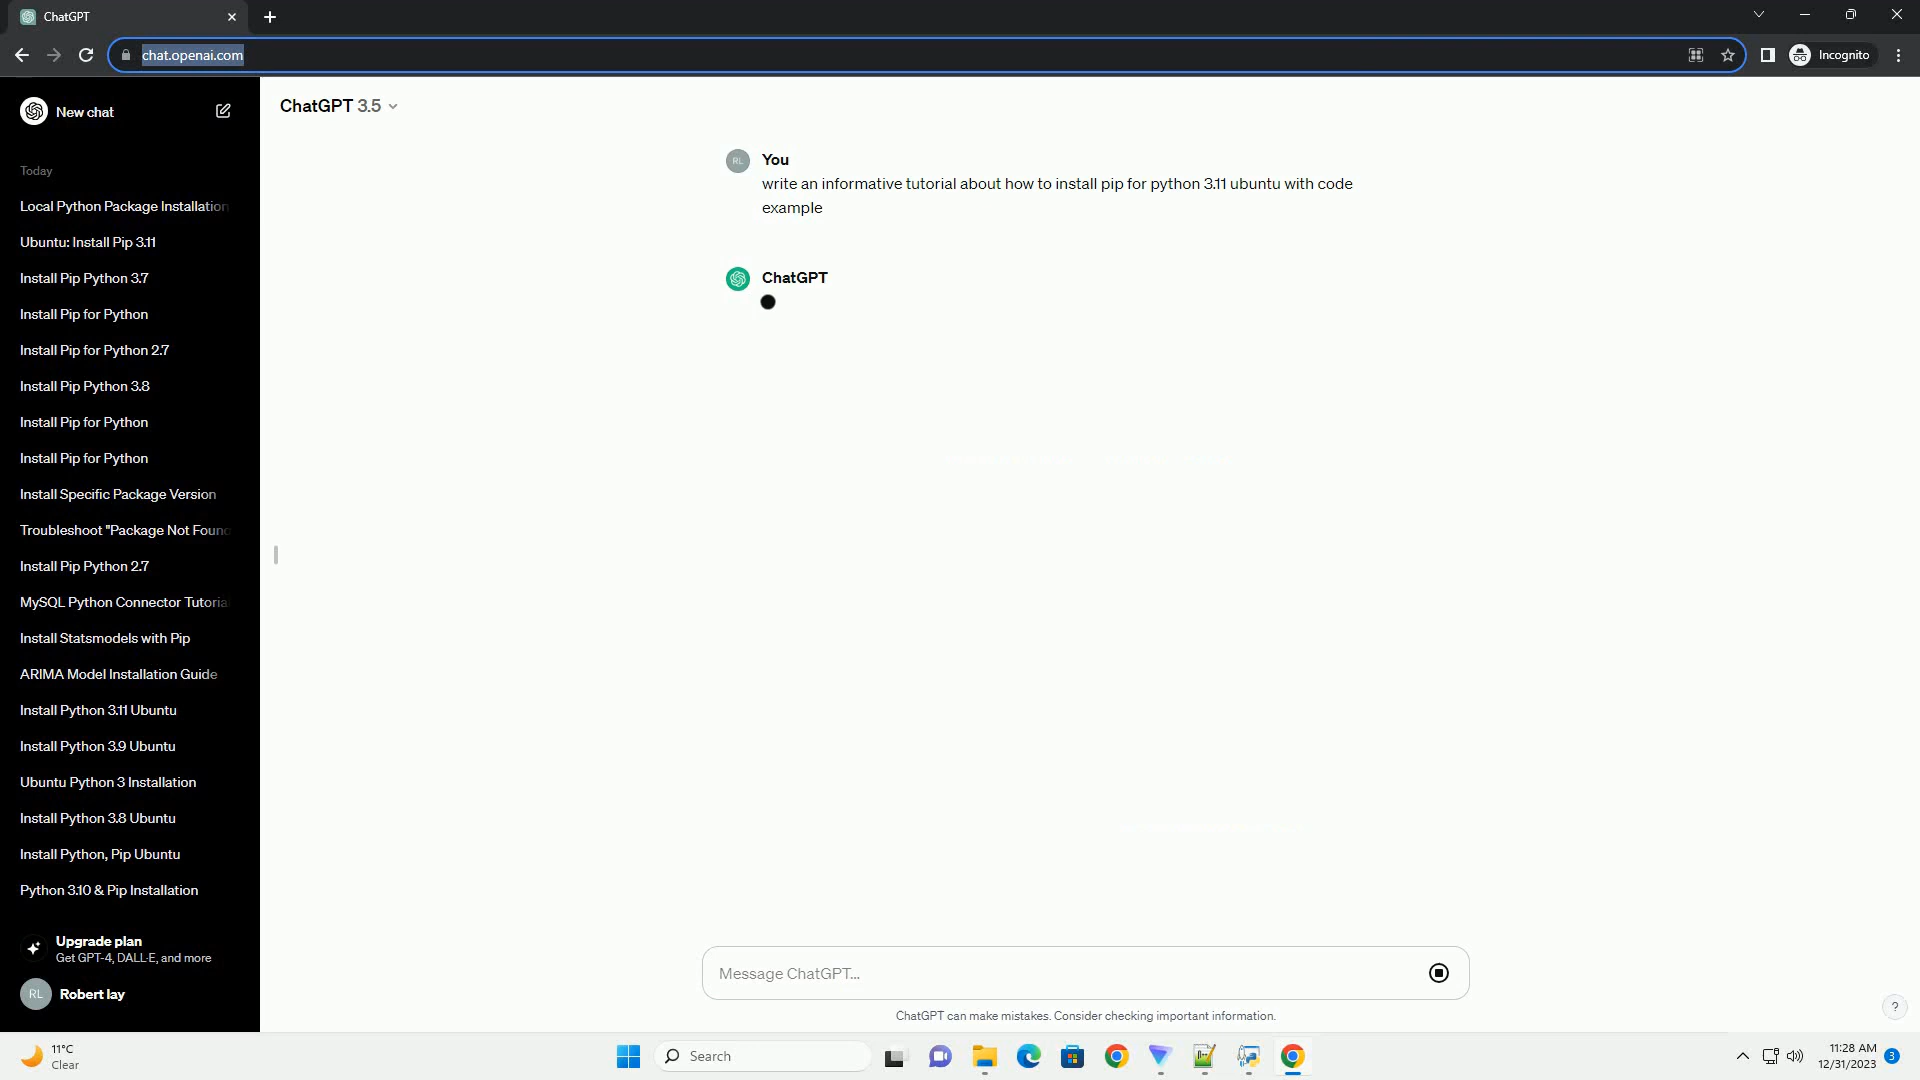 ChatGPT
chat.openai.com
Incognito
New chat
ChatGPT 3.5
Today
Local Python Package Installation
Ubuntu: Install Pip 3.11
Install Pip Python 3.7
Install Pip for Python
Install Pip for Python 2.7
Install Pip Python 3.8
Install Pip for Python
Install Pip for Python
Install Specific Package Version
Troubleshoot "Package Not Found
Install Pip Python 2.7
MySQL Python Connector Tutorial
Install Statsmodels with Pip
ARIMA Model Installation Guide
Install Python 3.11 Ubuntu
Install Python 3.9 Ubuntu
Ubuntu Python 3 Installation
Install Python 3.8 Ubuntu
Install Python, Pip Ubuntu
Python 3.10 & Pip Installation
Upgrade plan
Get GPT-4, DALL·E, and more
RL
Robert lay
RL
You
write an informative tutorial about how to install pip for python 3.11 ubuntu with code
example
ChatGPT
Message ChatGPT...
ChatGPT can make mistakes. Consider checking important information.
?
11°C
Clear
Search
11:28 AM
12/31/2023
3